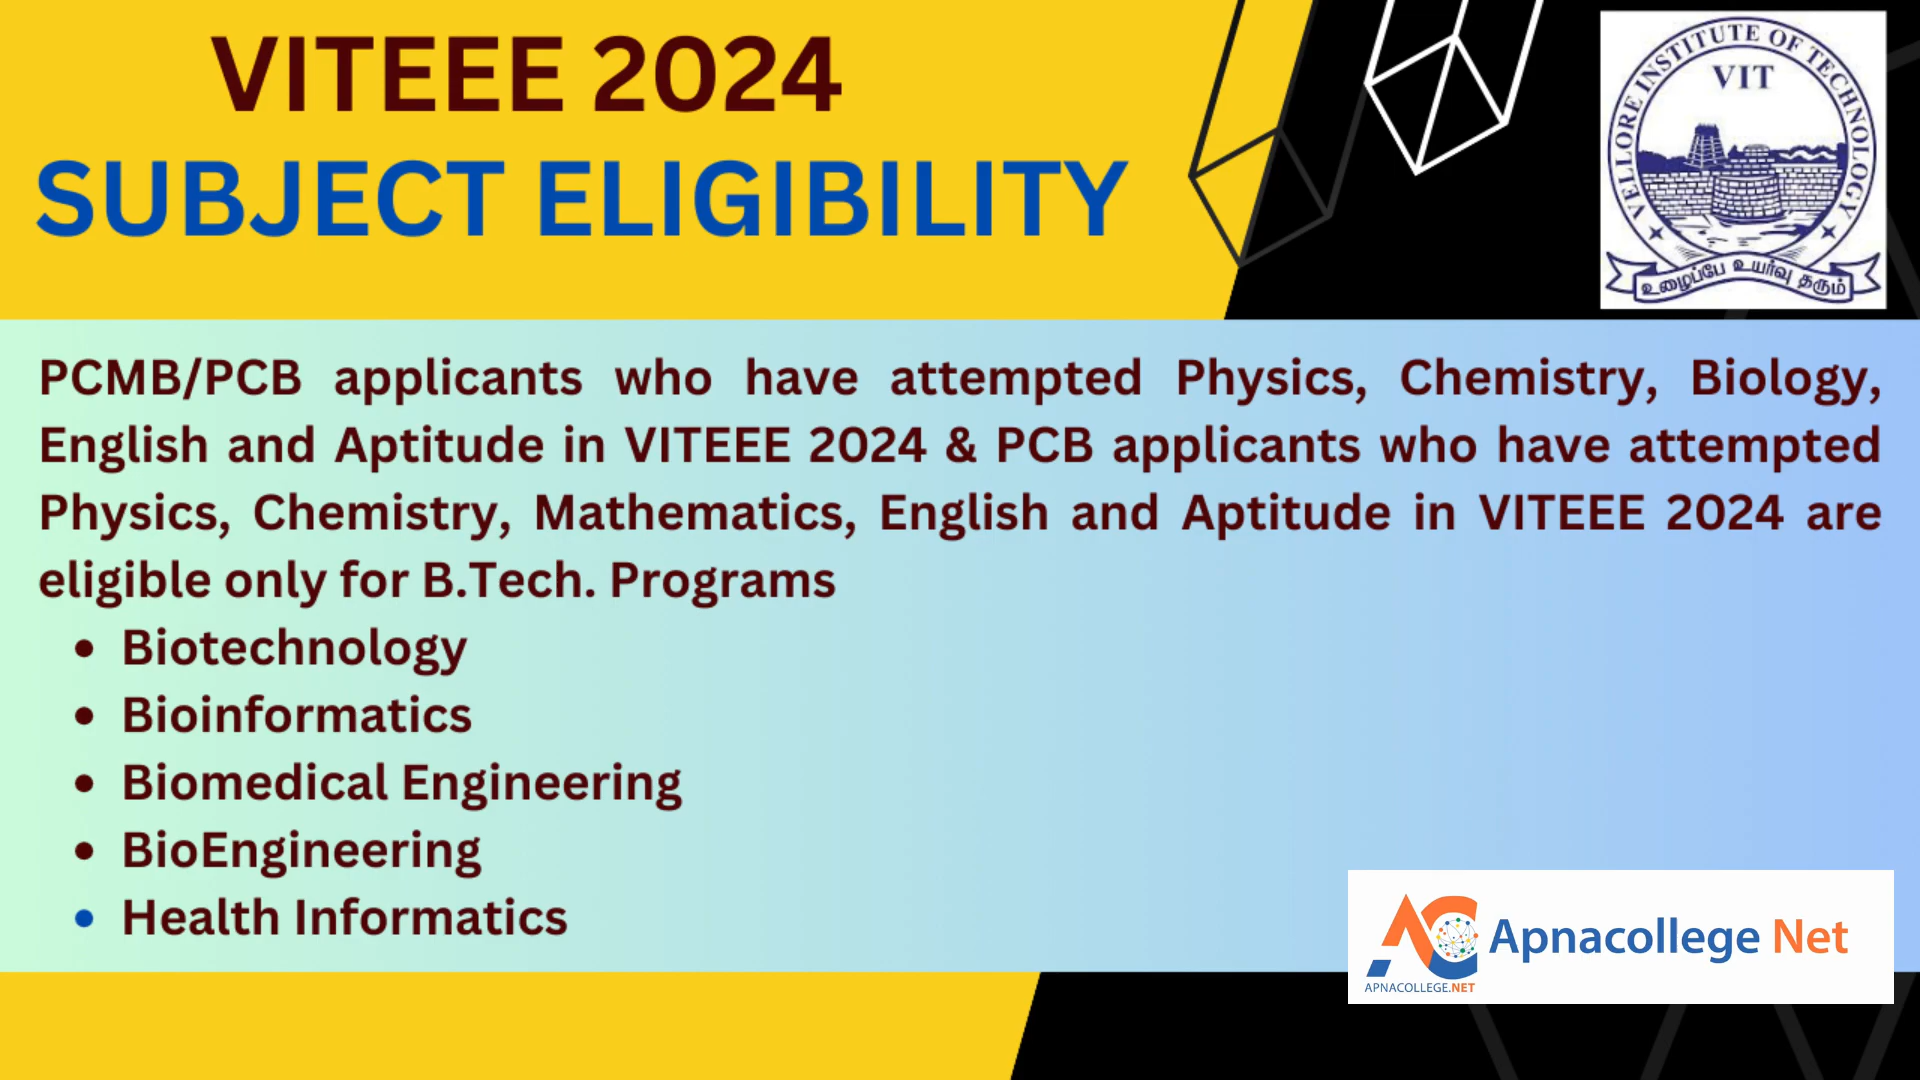 VITEEE 2024
SUBJECT ELIGIBILITY
VELLORE INSTITUTE OF TECHNOLOGY
VIT
உழைப்பே உயர்வு தரும்
PCMB/PCB applicants who have attempted Physics, Chemistry, Biology,
English and Aptitude in VITEEE 2024 & PCB applicants who have attempted
Physics, Chemistry, Mathematics, English and Aptitude in VITEEE 2024 are
eligible only for B.Tech. Programs
• Biotechnology
• Bioinformatics
• Biomedical Engineering
• BioEngineering
• Health Informatics
Apnacollege Net
APNACOLLEGE.NET